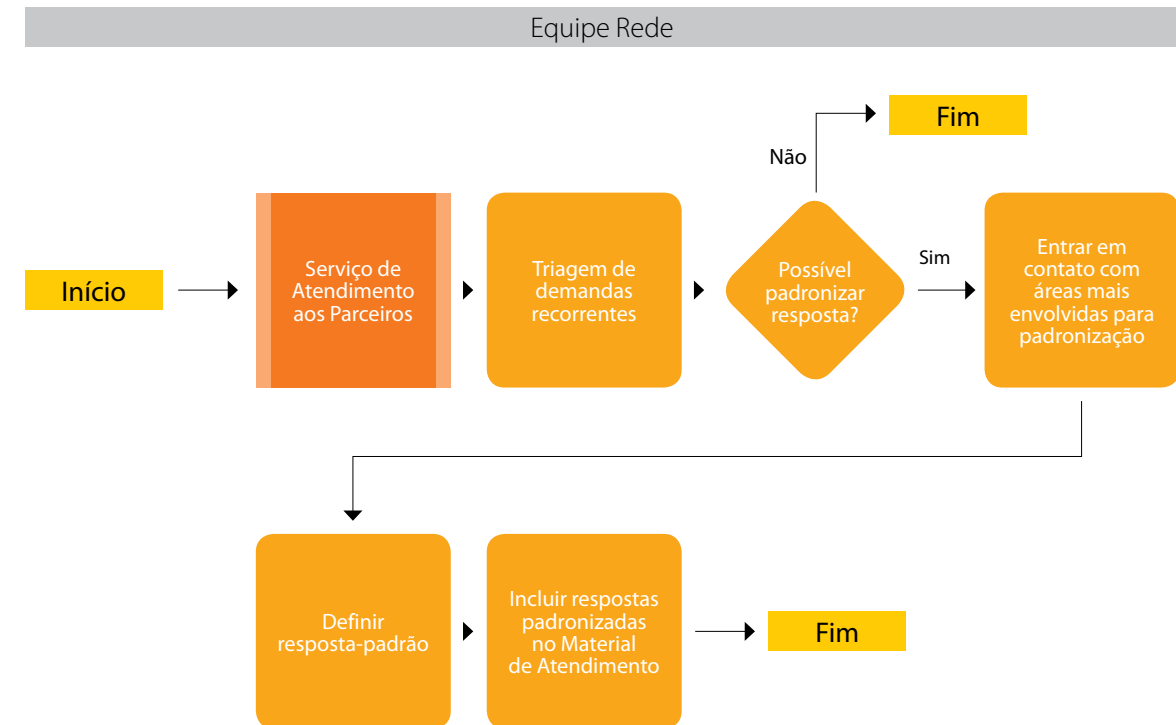 Equipe Rede
Fim
Não
Início
Serviço de
Atendimento
aos Parceiros
Triagem de
demandas
recorrentes
Possível
padronizar
resposta?
Sim
Entrar em
contato com
áreas mais
envolvidas para
padronização
Definir
resposta-padrão
Incluir respostas
padronizadas
no Material
de Atendimento
Fim